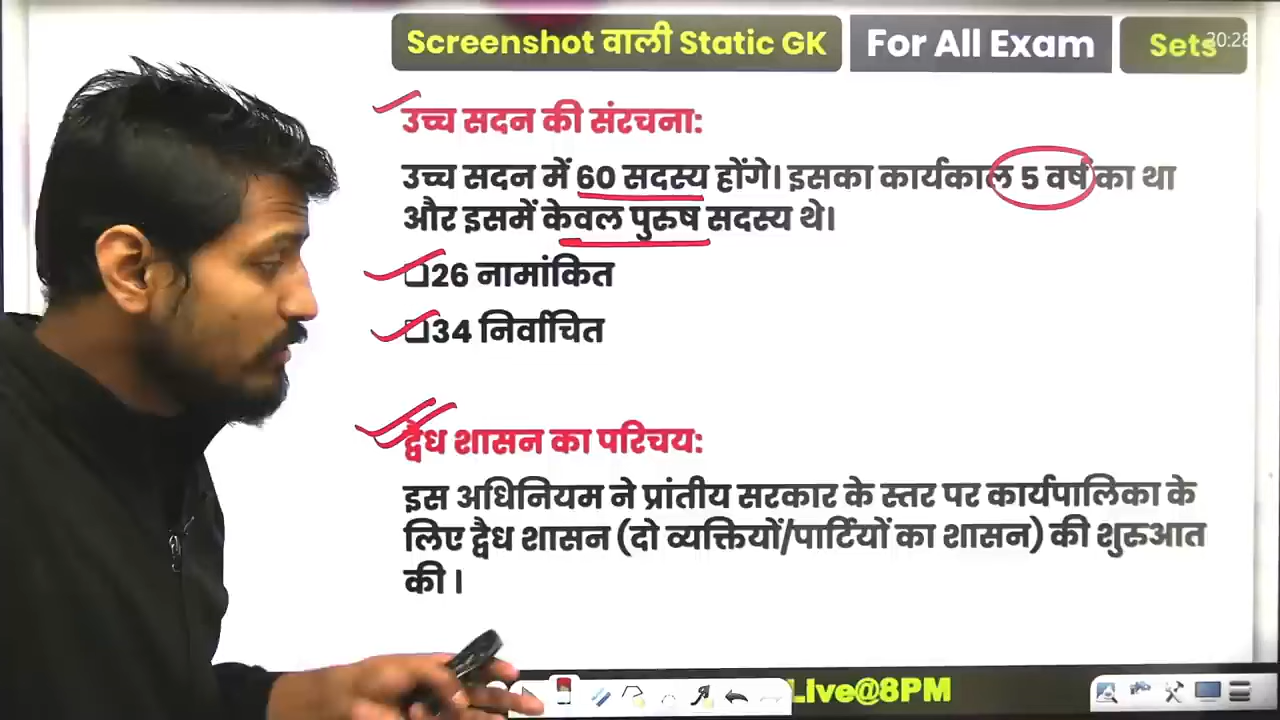 Screenshot वाली Static GK
For All Exam
Sets
20:28
उच्च सदन की संरचना:
उच्च सदन में 60 सदस्य होंगे। इसका कार्यकाल 5 वर्ष का था
और इसमें केवल पुरुष सदस्य थे।
26 नामांकित
34 निर्वाचित
द्वैध शासन का परिचय:
इस अधिनियम ने प्रांतीय सरकार के स्तर पर कार्यपालिका के
लिए द्वैध शासन (दो व्यक्तियों/पार्टियों का शासन) की शुरुआत
की ।
Live@8PM